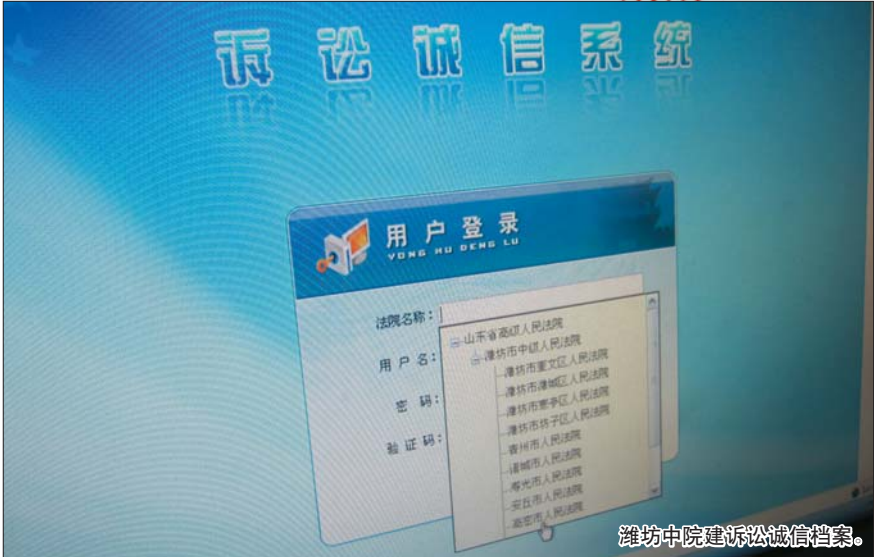 诉讼诚信系统
用户登录
YONG HU DENG LU
法院名称：
山东省高级人民法院
潍坊市中级人民法院
用户名：
潍坊市奎文区人民法院
潍坊市潍城区人民法院
密码：
潍坊市寒亭区人民法院
潍坊市坊子区人民法院
验证码：
青州市人民法院
诸城市人民法院
寿光市人民法院
安丘市人民法院
高密市人民法院
潍坊中院建诉讼诚信档案。